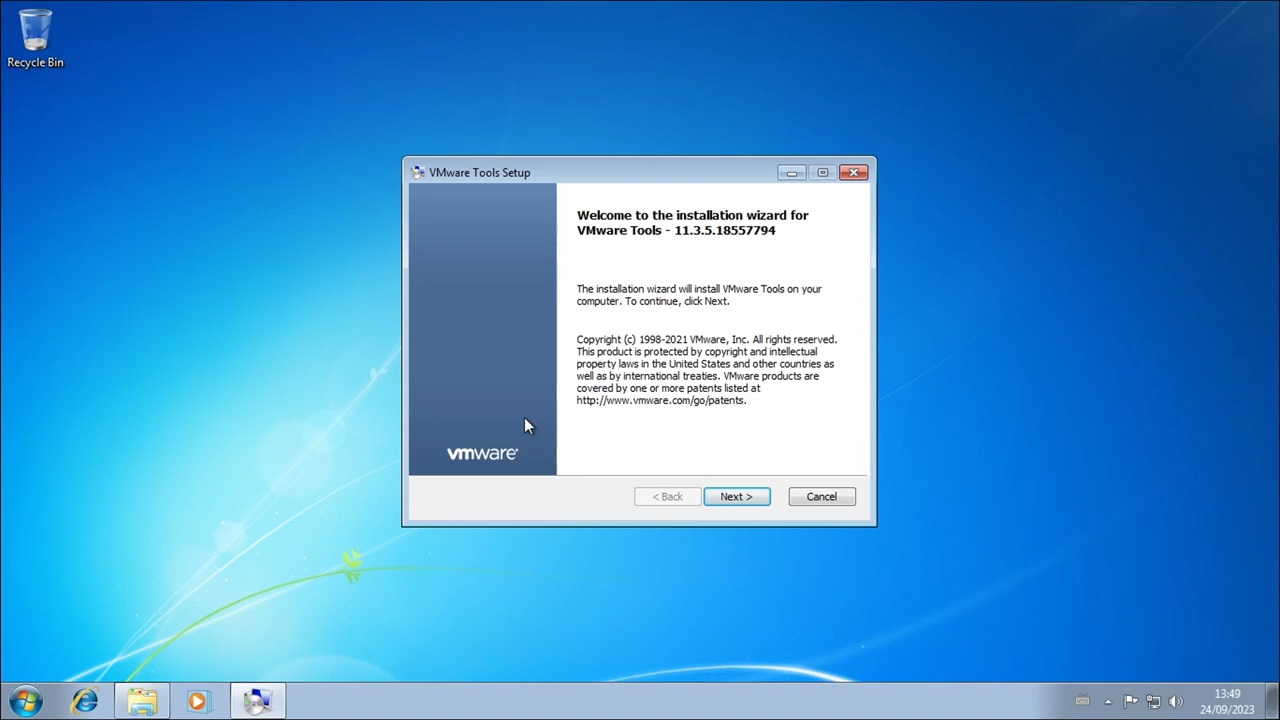 Recycle Bin
VMware Tools Setup
Welcome to the installation wizard for
VMware Tools - 11.3.5.18557794
The installation wizard will install VMware Tools on your
computer. To continue, click Next.
Copyright (c) 1998-2021 VMware, Inc. All rights reserved.
This product is protected by copyright and intellectual
property laws in the United States and other countries as
well as by international treaties. VMware products are
covered by one or more patents listed at
http://www.vmware.com/go/patents.
vmware®
< Back
Next >
Cancel
13:49
24/09/2023